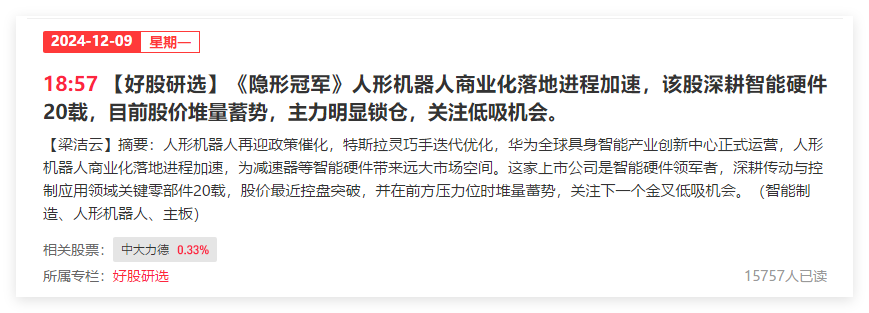 2024-12-09 星期一
18:57 【好股研选】《隐形冠军》人形机器人商业化落地进程加速，该股深耕智能硬件
20载，目前股价堆量蓄势，主力明显锁仓，关注低吸机会。
【梁洁云】摘要：人形机器人再迎政策催化，特斯拉灵巧手迭代优化，华为全球具身智能产业创新中心正式运营，人形
机器人商业化落地进程加速，为减速器等智能硬件带来远大市场空间。这家上市公司是智能硬件领军者，深耕传动与控
制应用领域关键零部件20载，股价最近控盘突破，并在前方压力位时堆量蓄势，关注下一个金叉低吸机会。（智能制
造、人形机器人、主板）
相关股票： 中大力德 0.33%
所属专栏：好股研选 15757人已读